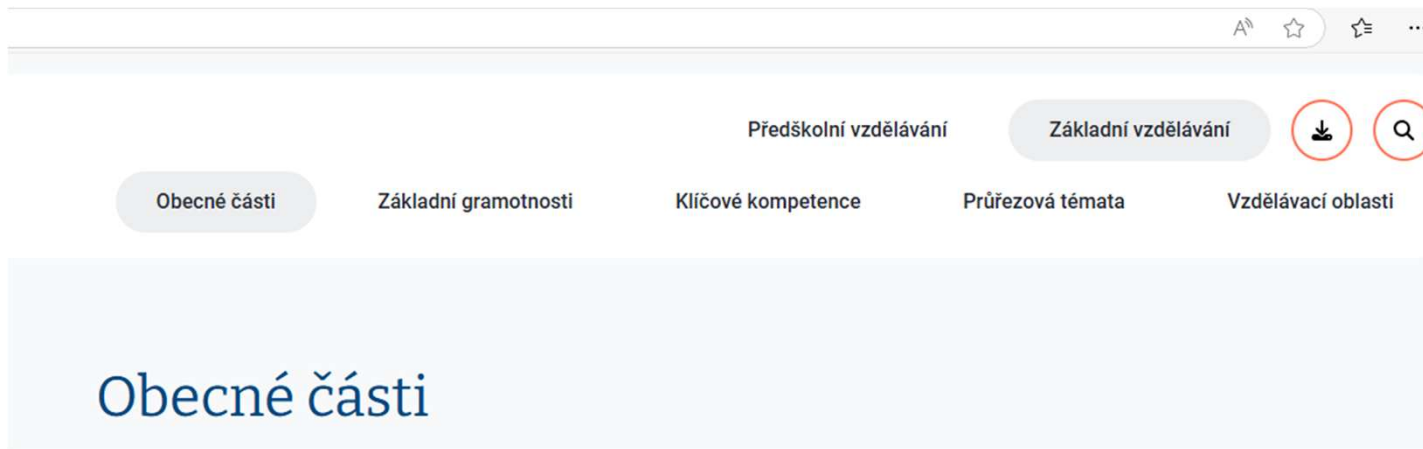 Předškolní vzdělávání Základní vzdělávání
Obecné části Základní gramotnosti Klíčové kompetence Průřezová témata Vzdělávací oblasti
Obecné části